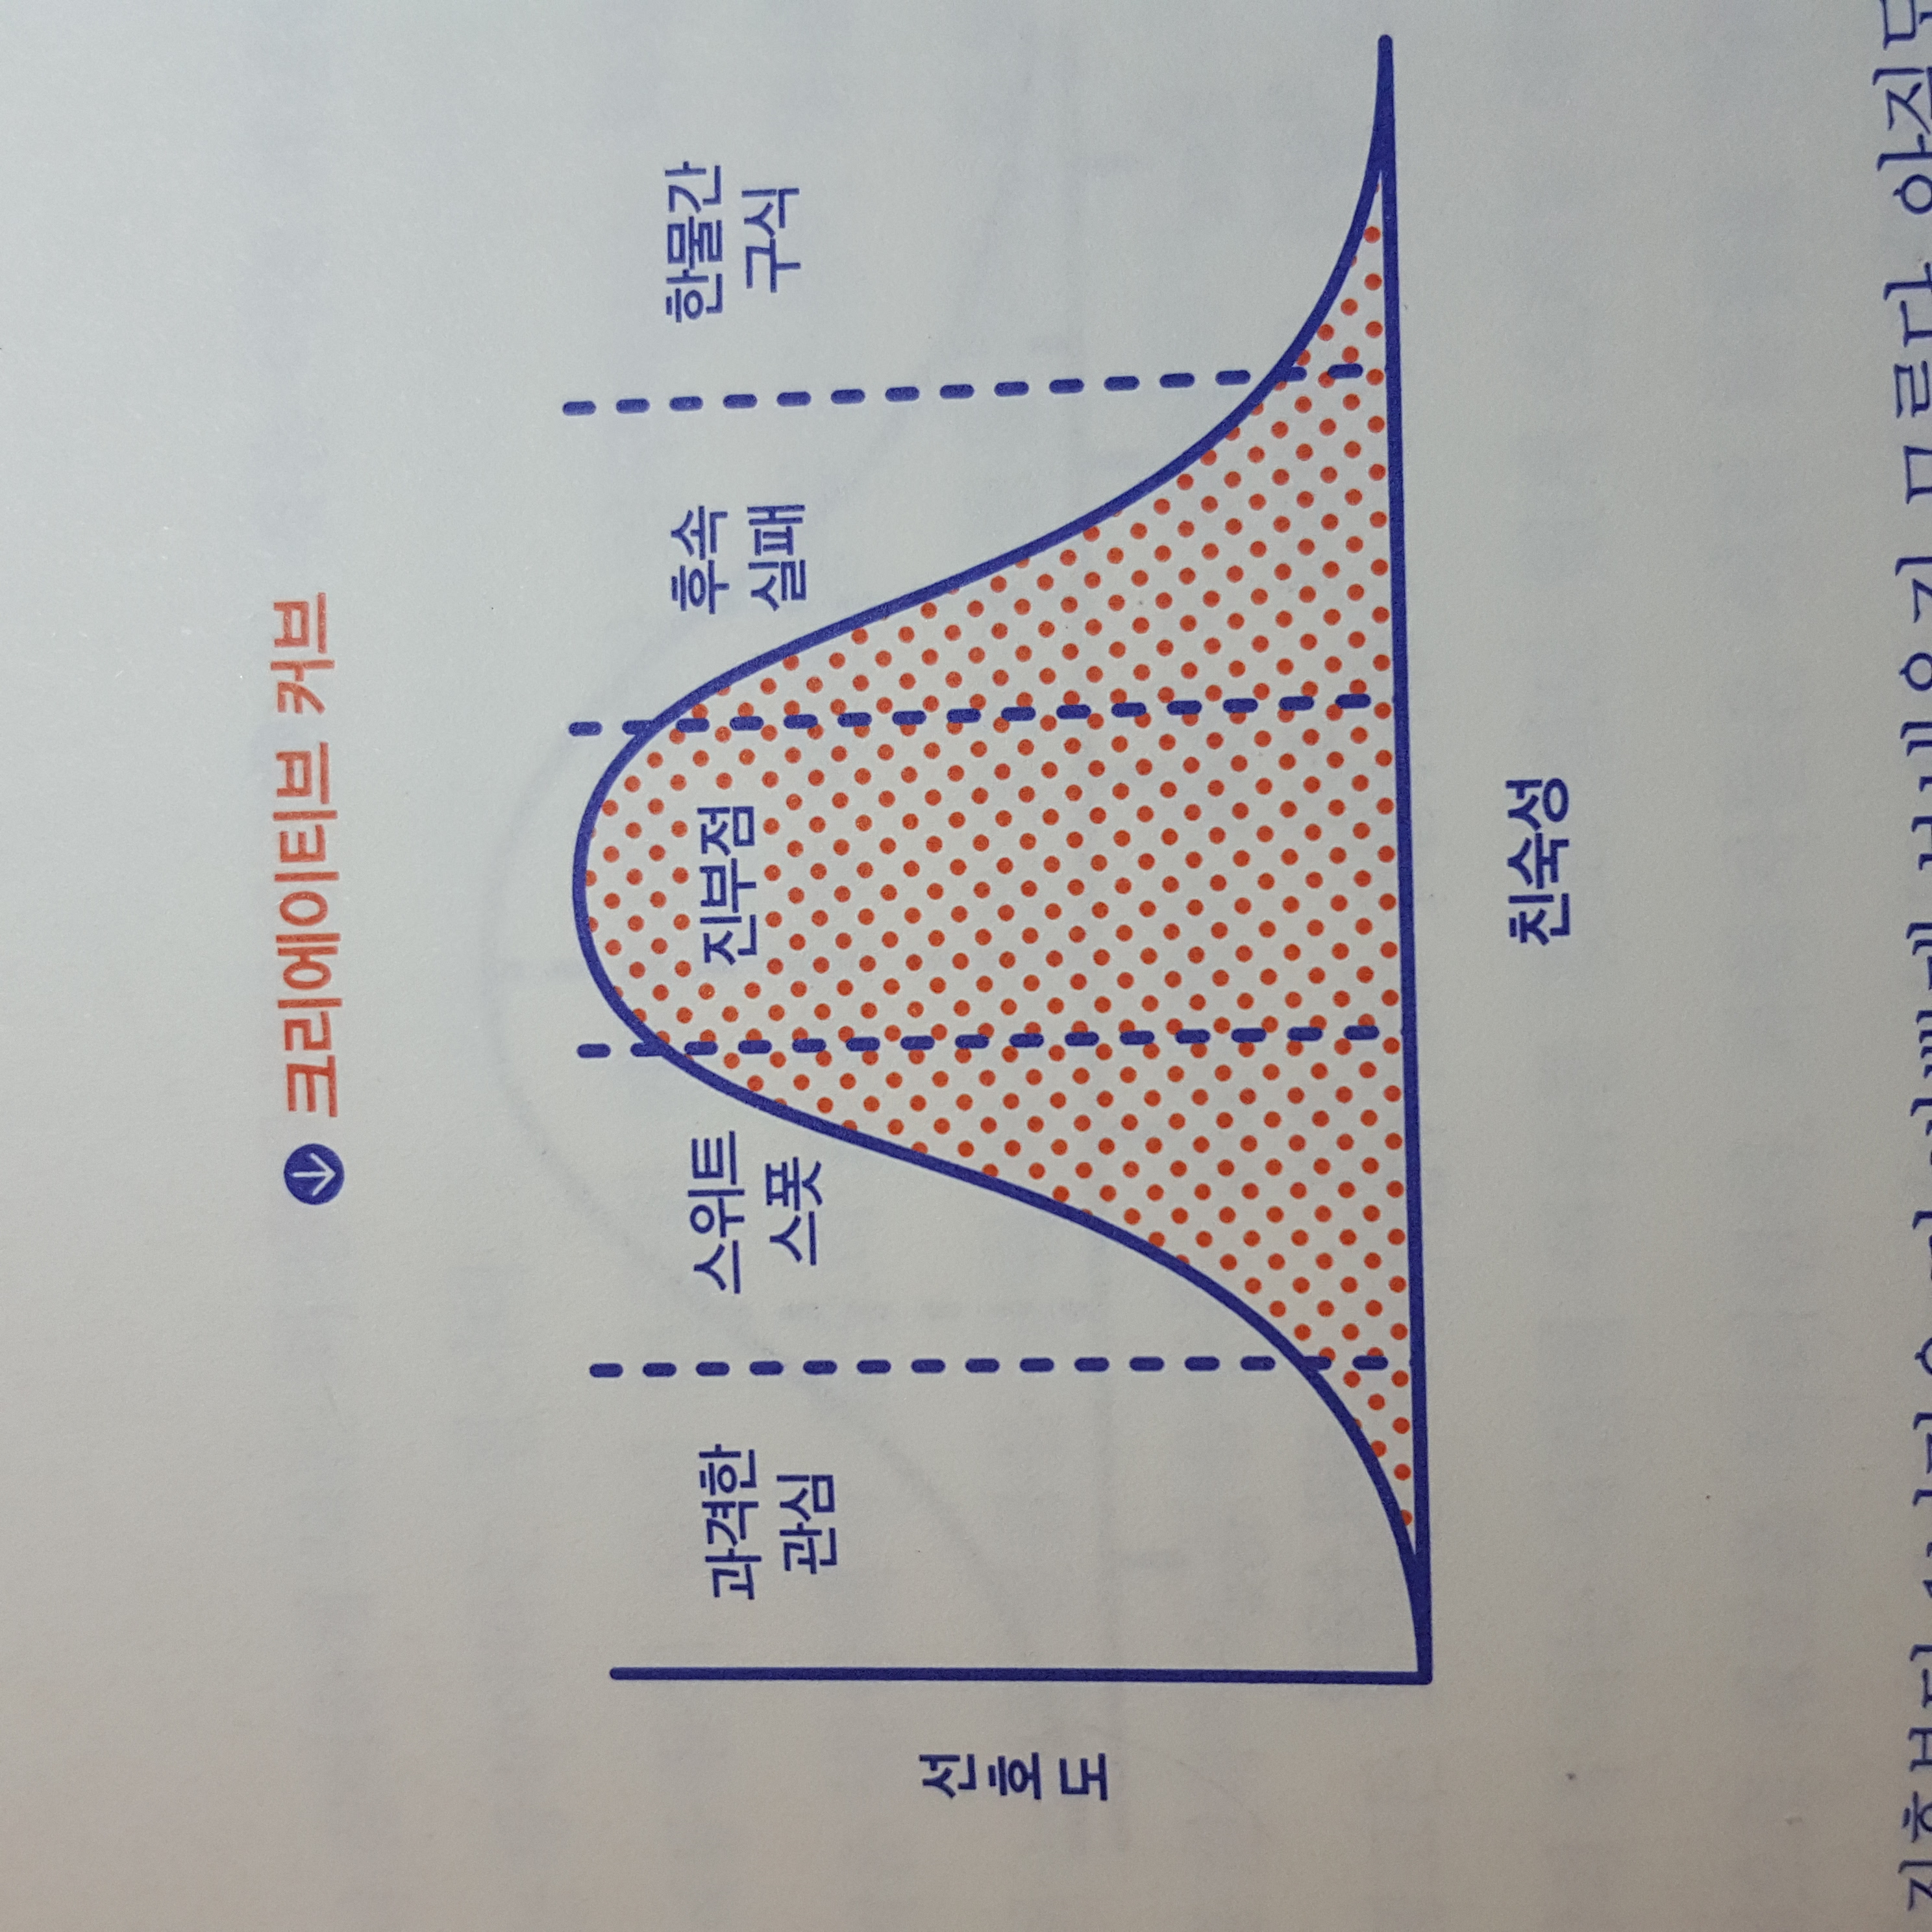 크리에이티브 커브
과격한
관심
스위트
스폿
진부점
후속
실패
한물간
구식
선호도
친숙성